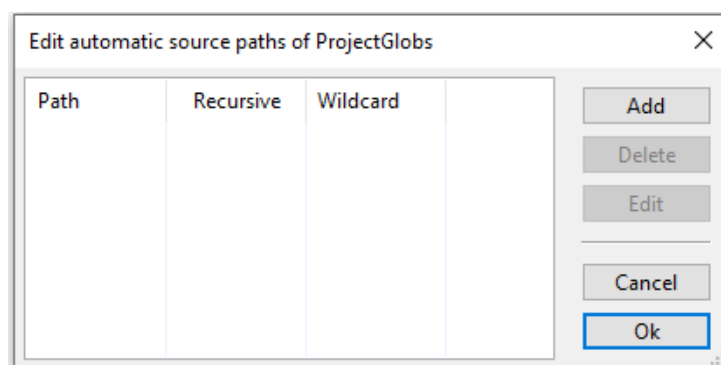 Edit automatic source paths of ProjectGlobs
Path Recursive Wildcard
Add
Delete
Edit
Cancel
Ok